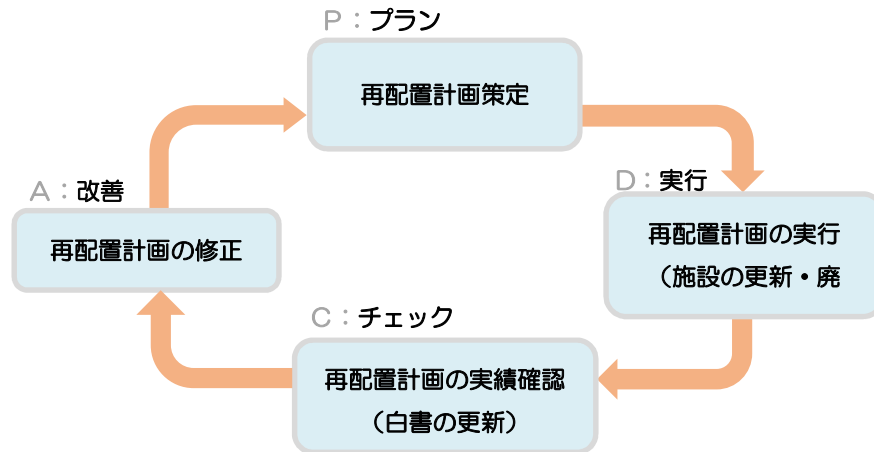 P：プラン
再配置計画策定
D：実行
再配置計画の実行
（施設の更新・廃
C：チェック
再配置計画の実績確認
（白書の更新）
A：改善
再配置計画の修正